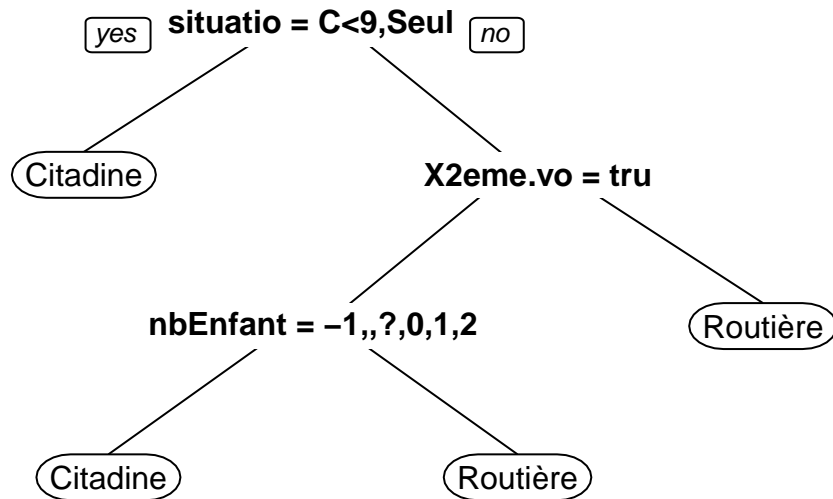 yes situatio = C<9,Seul no
Citadine
X2eme.vo = tru
nbEnfant = −1,,?,0,1,2
Routière
Citadine
Routière